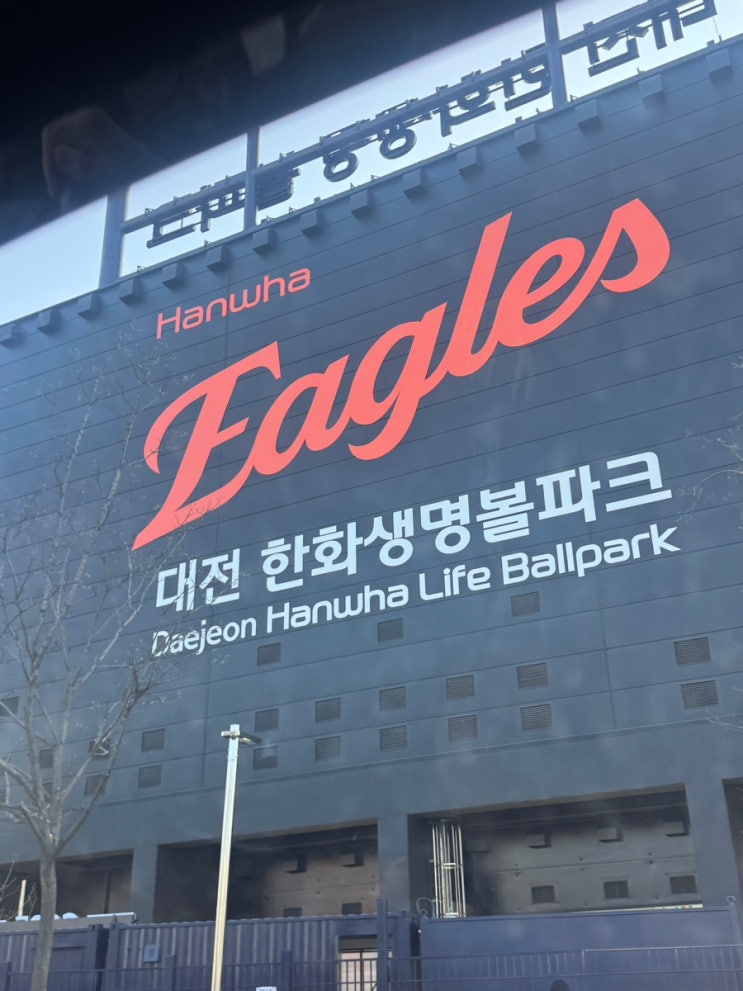 Hanwha
Eagles
대전 한화생명볼파크
Daejeon Hanwha Life Ballpark